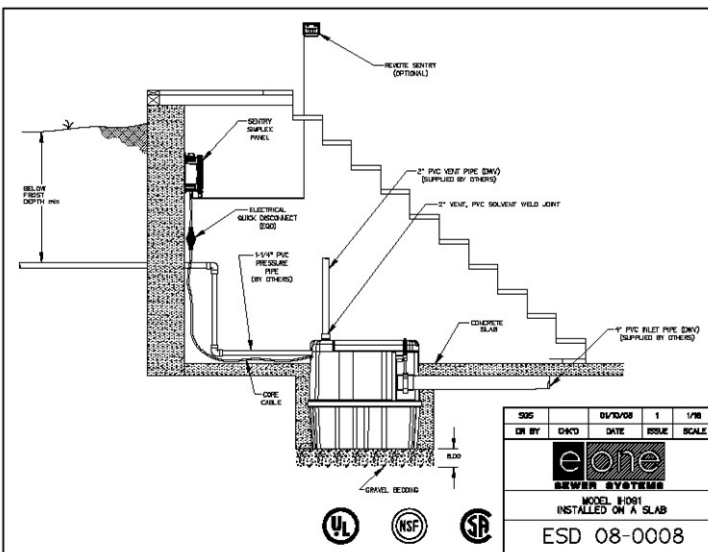 REMOTE SENTRY
(OPTIONAL)
SENTRY
SIMPLEX
PANEL
2" PVC VENT PIPE (DWV)
(SUPPLIED BY OTHERS)
BELOW
FROST
DEPTH min
ELECTRICAL
QUICK DISCONNECT
(EQD)
2" VENT, PVC SOLVENT WELD JOINT
1-1/4" PVC
PRESSURE
PIPE
(BY OTHERS)
CONCRETE
SLAB
4" PVC INLET PIPE (DWV)
(SUPPLIED BY OTHERS)
CORE
CABLE
GRAVEL BEDDING
UL
NSF
SA
01/10/08 1 1/16
DR BY CHK'D DATE ISSUE SCALE
e one
SEWER SYSTEMS
MODEL IH091
INSTALLED ON A SLAB
ESD 08-0008